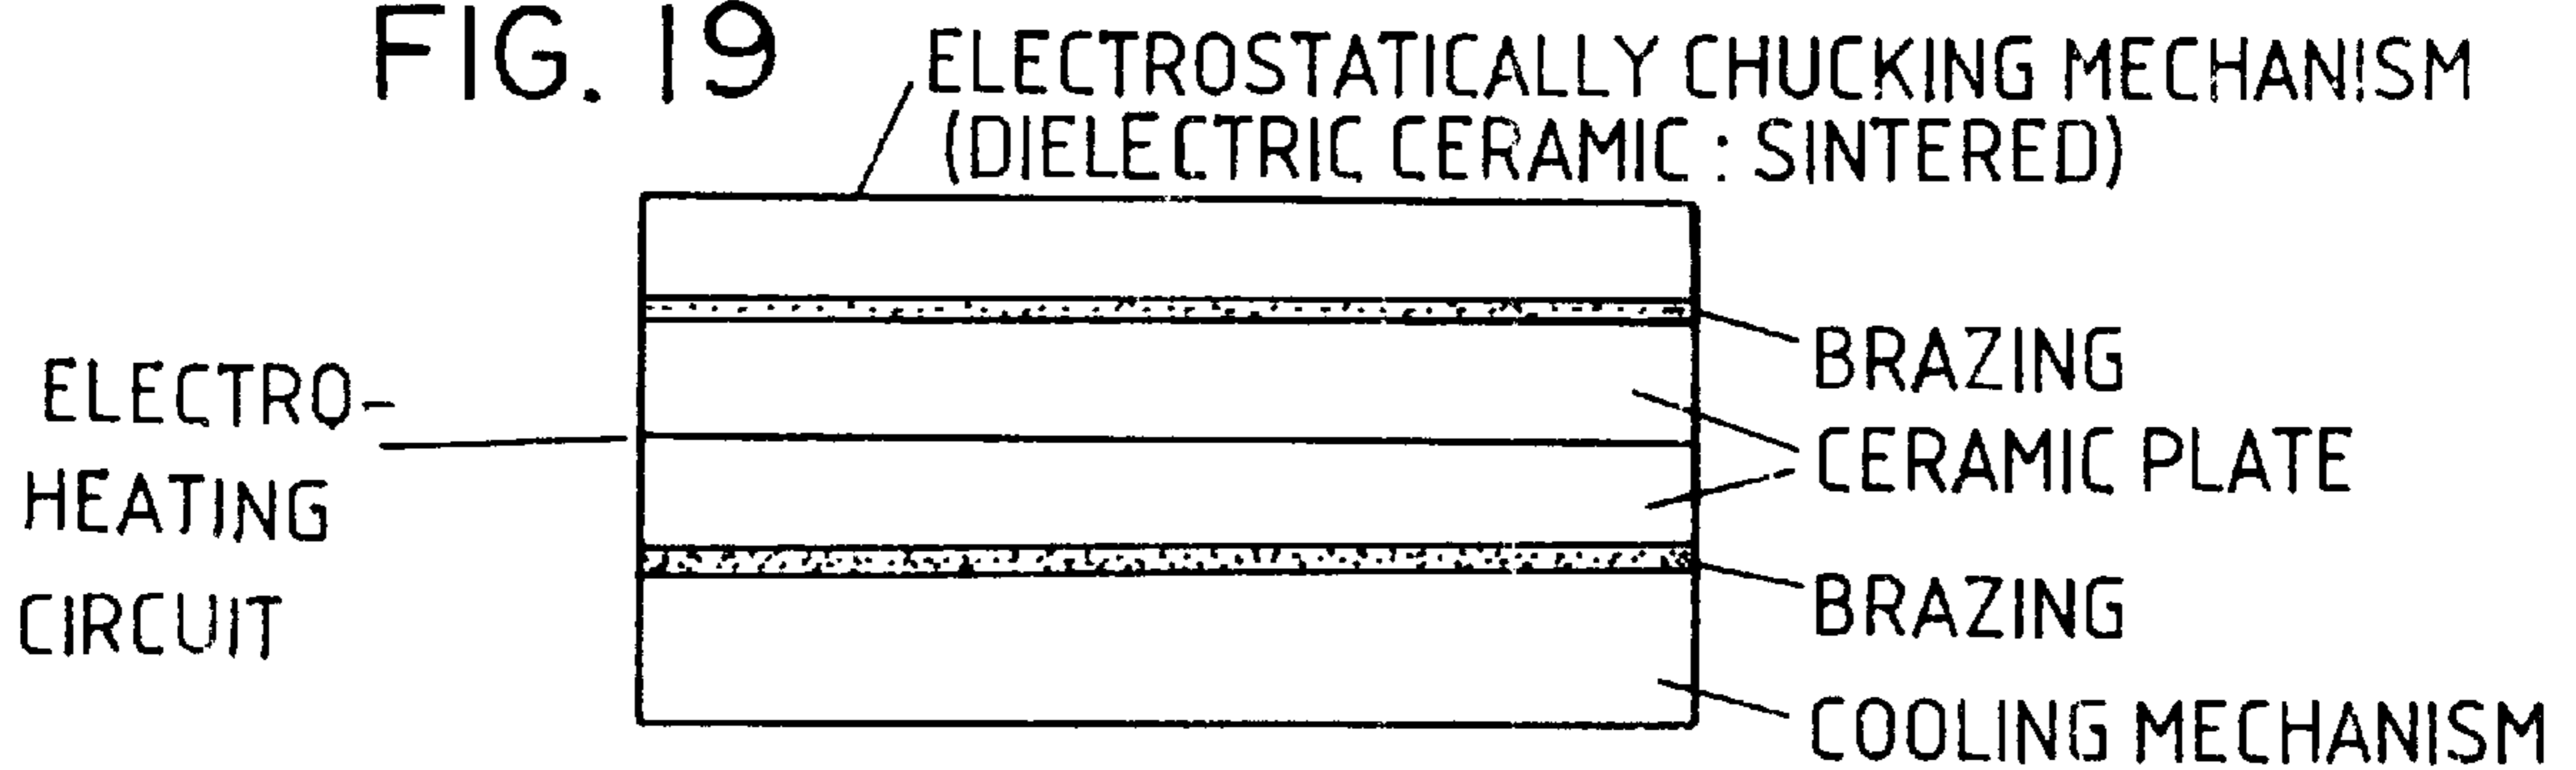 FIG. 19
ELECTROSTATICALLY CHUCKING MECHANISM
(DIELECTRIC CERAMIC : SINTERED)
ELECTRO-
HEATING
CIRCUIT
BRAZING
CERAMIC PLATE
BRAZING
COOLING MECHANISM